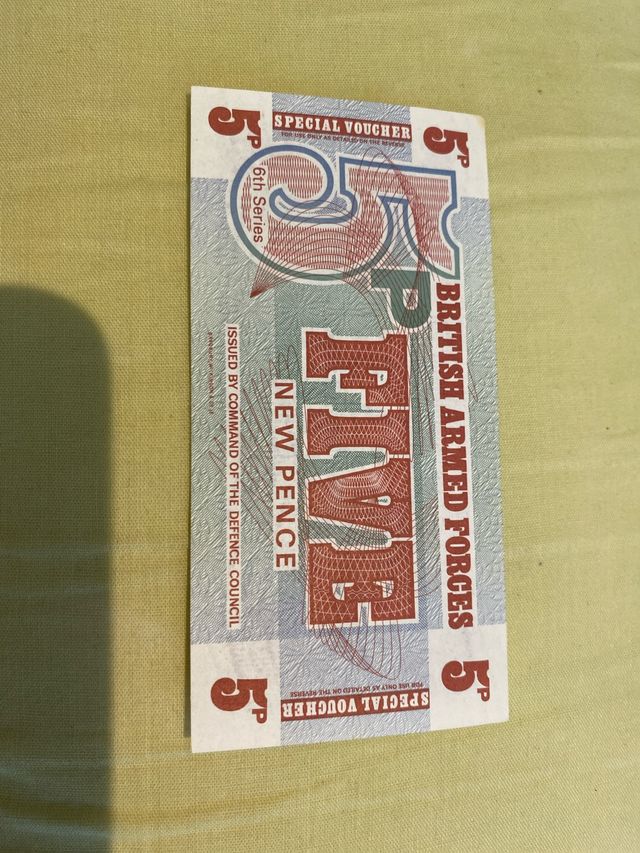 5P
SPECIAL VOUCHER
FOR USE ONLY AS DETAILED ON THE REVERSE
5P
BRITISH ARMED FORCES
5P
6th Series
FIVE
NEW PENCE
ISSUED BY COMMAND OF THE DEFENCE COUNCIL
5P
SPECIAL VOUCHER
FOR USE ONLY AS DETAILED ON THE REVERSE
5P